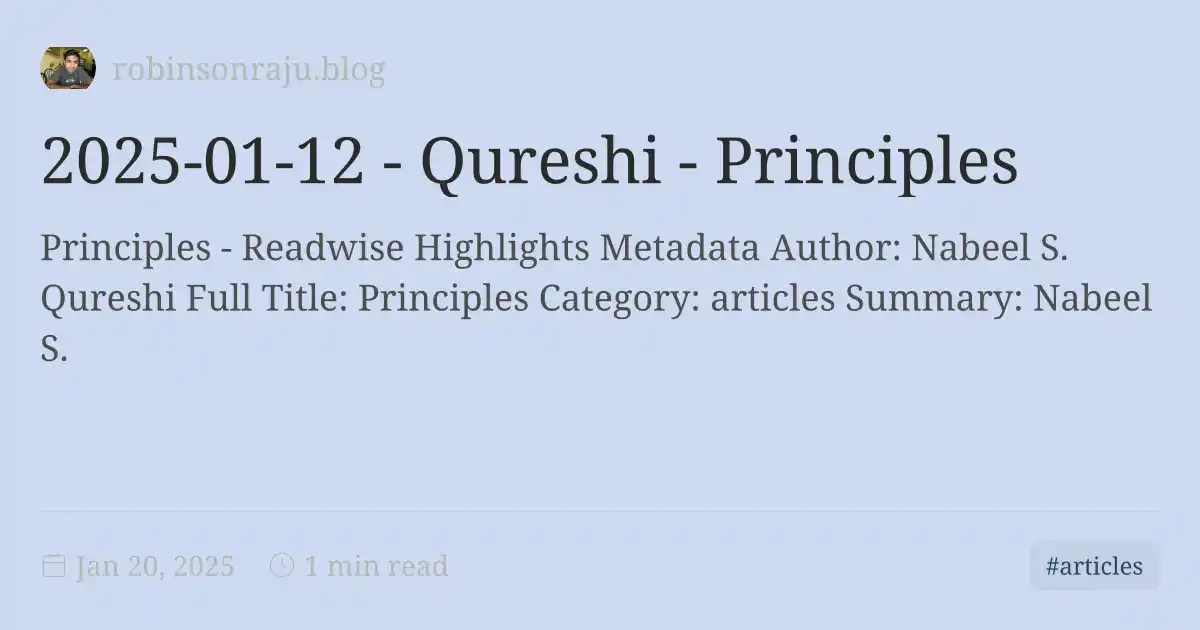 robinsonraju.blog
2025-01-12 - Qureshi - Principles
Principles - Readwise Highlights Metadata Author: Nabeel S.
Qureshi Full Title: Principles Category: articles Summary: Nabeel
S.
Jan 20, 2025
1 min read
#articles